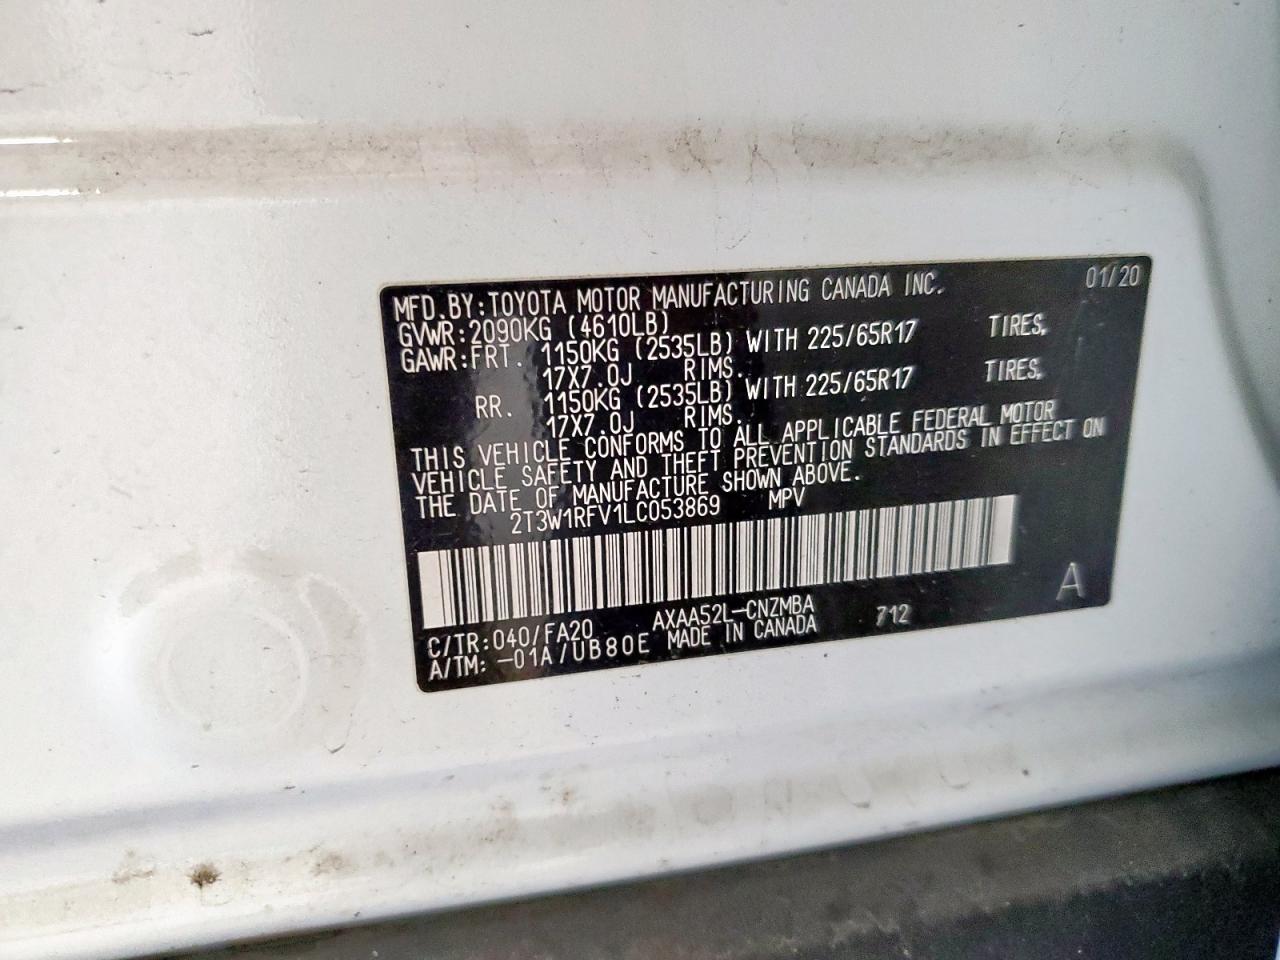 MFD.BY:TOYOTA MOTOR MANUFACTURING CANADA INC. 01/20
GVWR:2090KG (4610LB)
GAWR:FRT. 1150KG (2535LB) WITH 225/65R17 TIRES,
17X7.0J RIMS.
RR. 1150KG (2535LB) WITH 225/65R17 TIRES,
17X7.0J RIMS.
THIS VEHICLE CONFORMS TO ALL APPLICABLE FEDERAL MOTOR
VEHICLE SAFETY AND THEFT PREVENTION STANDARDS IN EFFECT ON
THE DATE OF MANUFACTURE SHOWN ABOVE.
2T3W1RFV1LC053869 MPV
A
C/TR:040/FA20 AXAA52L-CNZMBA 712
A/TM:-01A/UB80E MADE IN CANADA